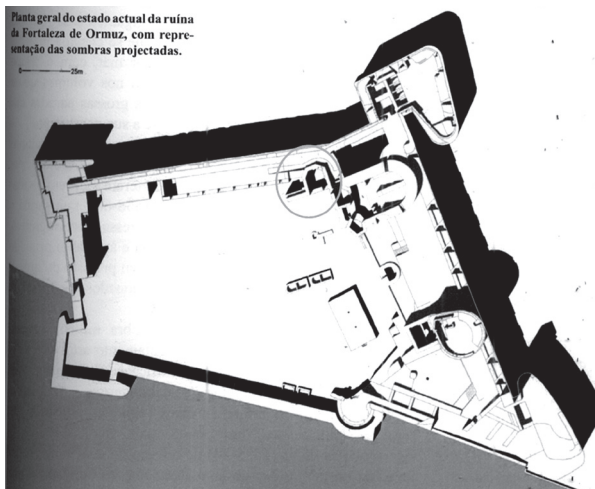 Planta geral do estado actual da ruína
da Fortaleza de Ormuz, com repre-
sentação das sombras projectadas.
0 25m